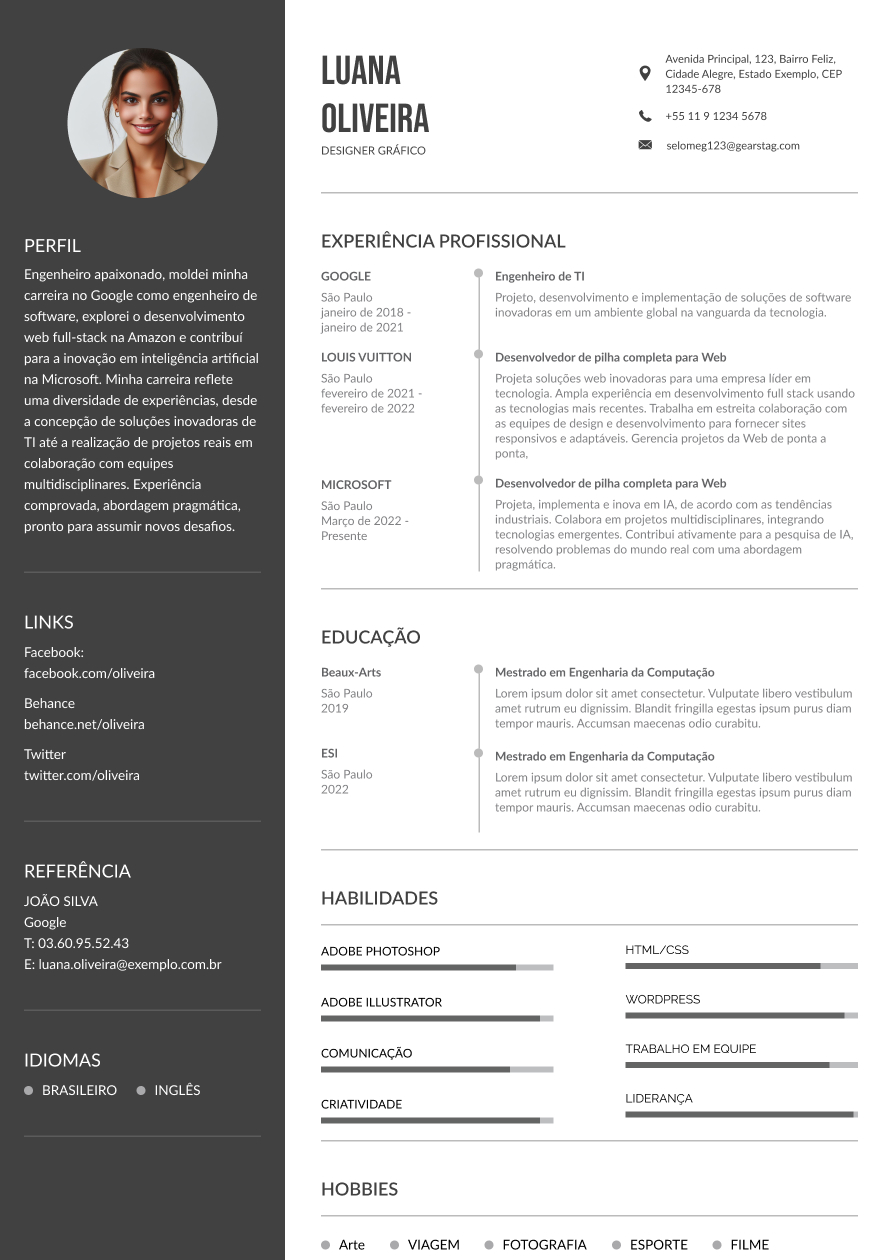 PERFIL
Engenheiro apaixonado, moldei minha
carreira no Google como engenheiro de
software, explorei o desenvolvimento
web full-stack na Amazon e contribuí
para a inovação em inteligência artificial
na Microsoft. Minha carreira reflete
uma diversidade de experiências, desde
a concepção de soluções inovadoras de
TI até a realização de projetos reais em
colaboração com equipes
multidisciplinares. Experiência
comprovada, abordagem pragmática,
pronto para assumir novos desafios.
LINKS
Facebook:
facebook.com/oliveira
Behance
behance.net/oliveira
Twitter
twitter.com/oliveira
REFERÊNCIA
JOÃO SILVA
Google
T: 03.60.95.52.43
E: luana.oliveira@exemplo.com.br
IDIOMAS
BRASILEIRO INGLÊS
LUANA
OLIVEIRA
DESIGNER GRÁFICO
Avenida Principal, 123, Bairro Feliz,
Cidade Alegre, Estado Exemplo, CEP
12345-678
+55 11 9 1234 5678
selomeg123@gearstag.com
EXPERIÊNCIA PROFISSIONAL
GOOGLE
São Paulo
janeiro de 2018 -
janeiro de 2021
Engenheiro de TI
Projeto, desenvolvimento e implementação de soluções de software
inovadoras em um ambiente global na vanguarda da tecnologia.
LOUIS VUITTON
São Paulo
fevereiro de 2021 -
fevereiro de 2022
Desenvolvedor de pilha completa para Web
Projeta soluções web inovadoras para uma empresa líder em
tecnologia. Ampla experiência em desenvolvimento full stack usando
as tecnologias mais recentes. Trabalha em estreita colaboração com
as equipes de design e desenvolvimento para fornecer sites
responsivos e adaptáveis. Gerencia projetos da Web de ponta a
ponta,
MICROSOFT
São Paulo
Março de 2022 -
Presente
Desenvolvedor de pilha completa para Web
Projeta, implementa e inova em IA, de acordo com as tendências
industriais. Colabora em projetos multidisciplinares, integrando
tecnologias emergentes. Contribui ativamente para a pesquisa de IA,
resolvendo problemas do mundo real com uma abordagem
pragmática.
EDUCAÇÃO
Beaux-Arts
São Paulo
2019
Mestrado em Engenharia da Computação
Lorem ipsum dolor sit amet consectetur. Vulputate libero vestibulum
amet rutrum eu dignissim. Blandit fringilla egestas ipsum purus diam
tempor mauris. Accumsan maecenas odio curabitu.
ESI
São Paulo
2022
Mestrado em Engenharia da Computação
Lorem ipsum dolor sit amet consectetur. Vulputate libero vestibulum
amet rutrum eu dignissim. Blandit fringilla egestas ipsum purus diam
tempor mauris. Accumsan maecenas odio curabitu.
HABILIDADES
ADOBE PHOTOSHOP
ADOBE ILLUSTRATOR
COMUNICAÇÃO
CRIATIVIDADE
HTML/CSS
WORDPRESS
TRABALHO EM EQUIPE
LIDERANÇA
HOBBIES
Arte VIAGEM FOTOGRAFIA ESPORTE FILME